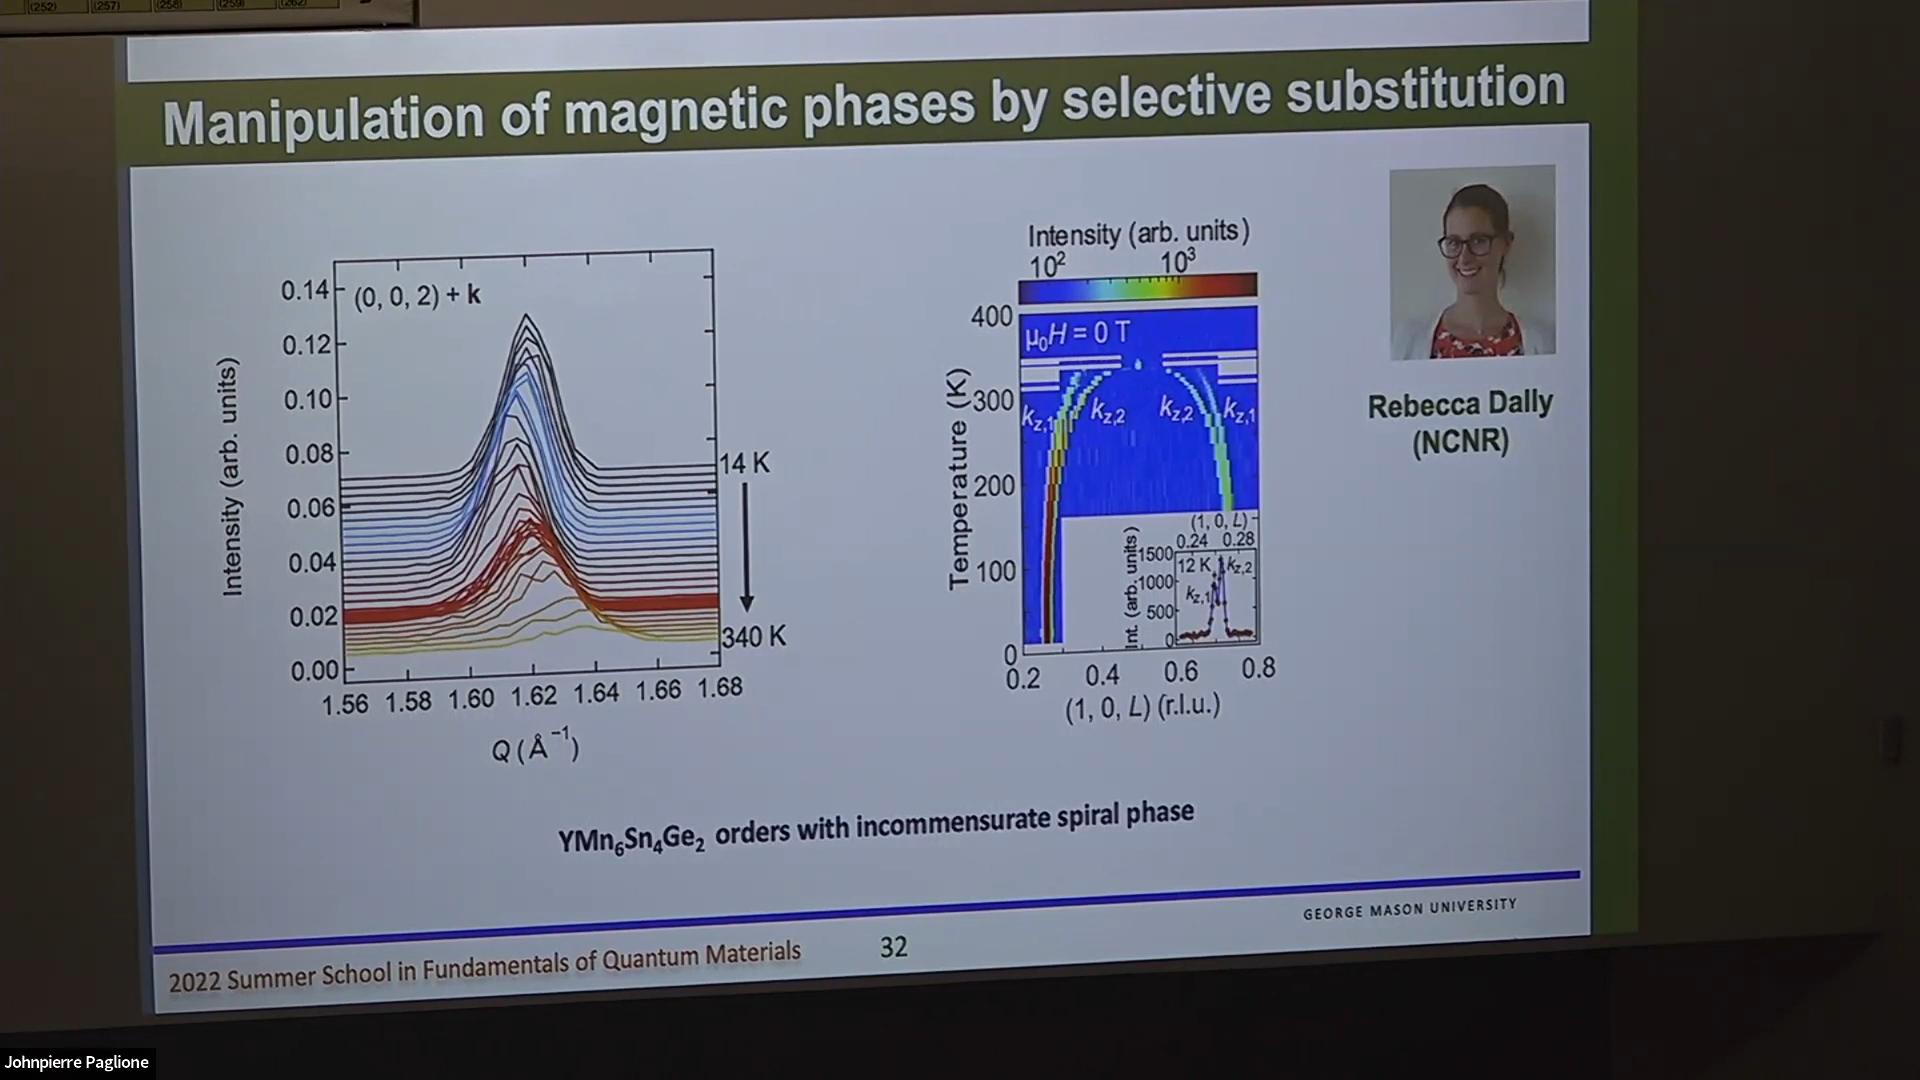 (252) (257) (258) (259) (262)
Manipulation of magnetic phases by selective substitution
(0, 0, 2) + k
0.14
0.12
0.10
0.08
0.06
0.04
0.02
0.00
Intensity (arb. units)
14 K
340 K
1.56 1.58 1.60 1.62 1.64 1.66 1.68
Q (Å⁻¹)
Intensity (arb. units)
10² 10³
μ₀H = 0 T
400
300
200
100
0
Temperature (K)
k_z,1 k_z,2 k_z,2 k_z,1
(1, 0, L)
0.24 0.28
1500
1000
500
0
Int. (arb. units)
12 K
k_z,2
k_z,1
0.2 0.4 0.6 0.8
(1, 0, L) (r.l.u.)
Rebecca Dally
(NCNR)
YMn₆Sn₄Ge₂ orders with incommensurate spiral phase
GEORGE MASON UNIVERSITY
2022 Summer School in Fundamentals of Quantum Materials 32
Johnpierre Paglione